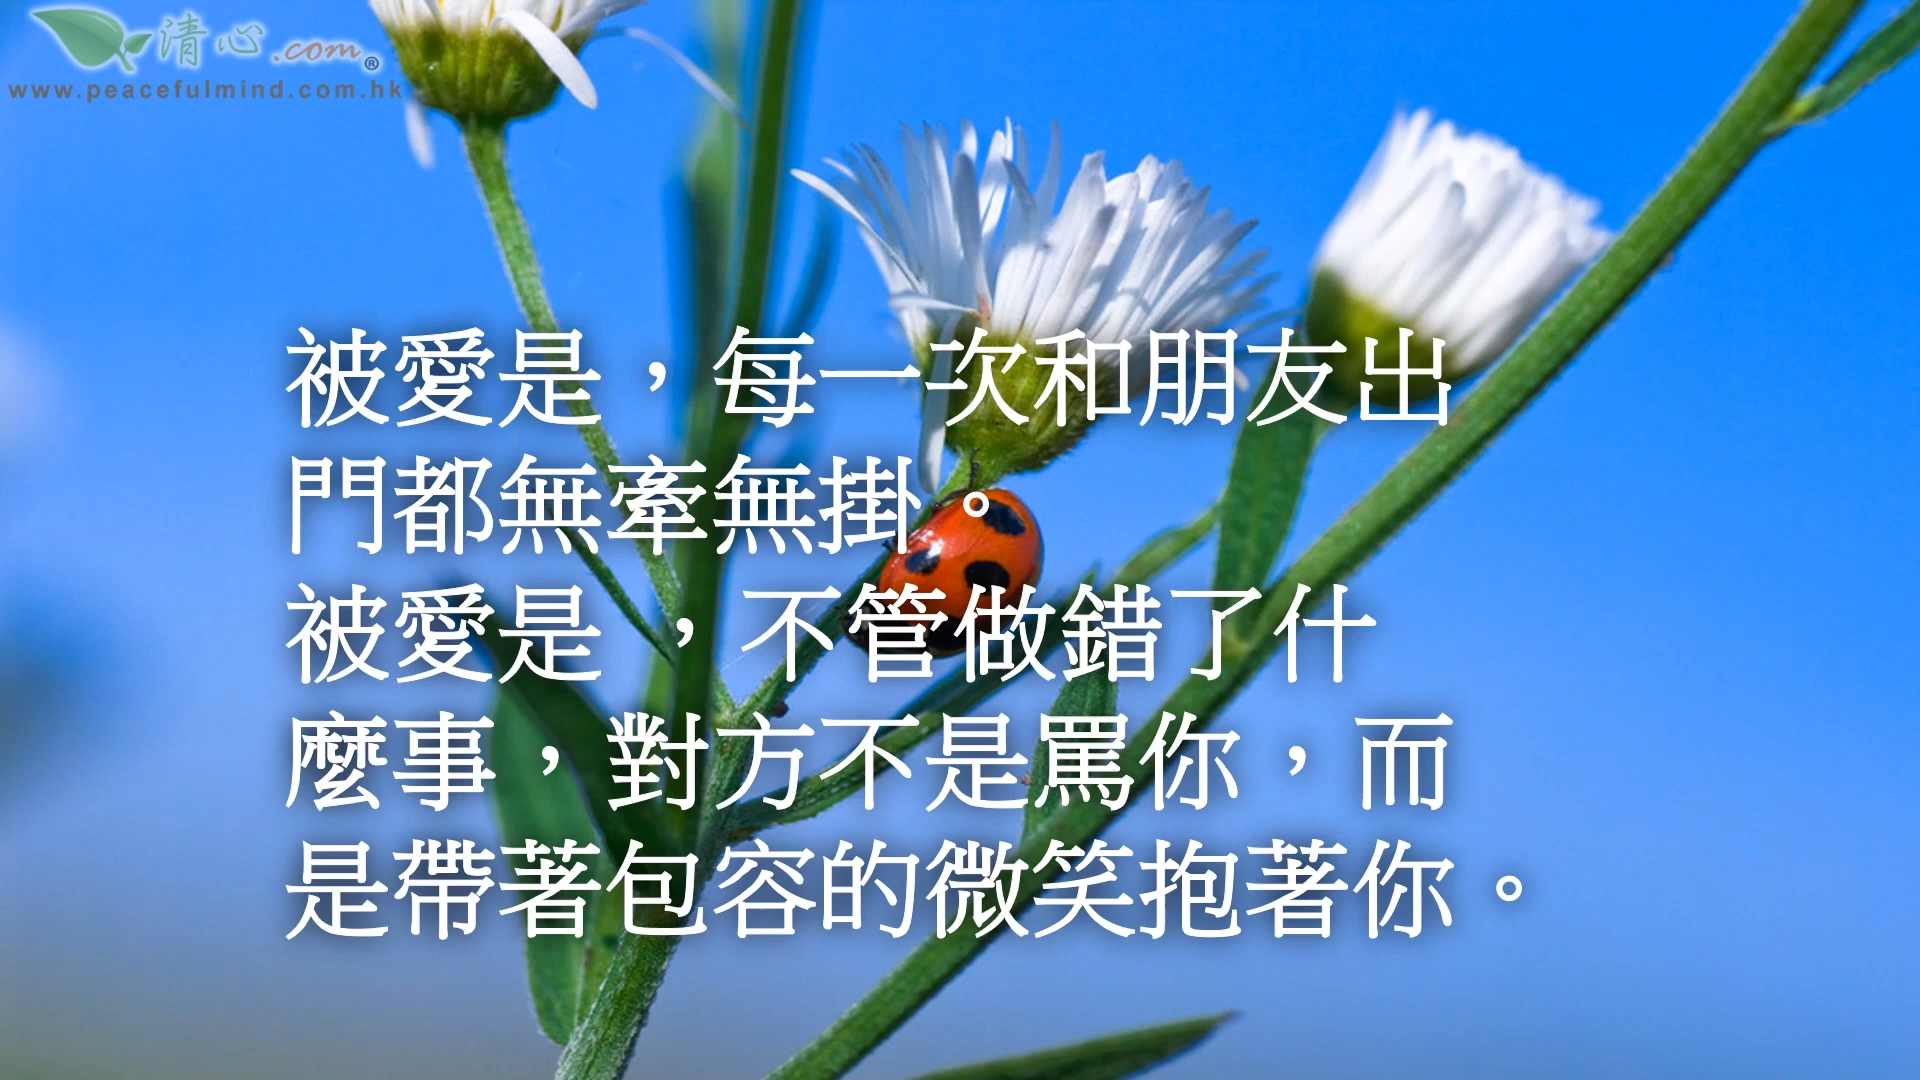 清心.com®
www.peacefulmind.com.hk
被愛是，每一次和朋友出
門都無牽無掛。
被愛是，不管做錯了什
麼事，對方不是罵你，而
是帶著包容的微笑抱著你。